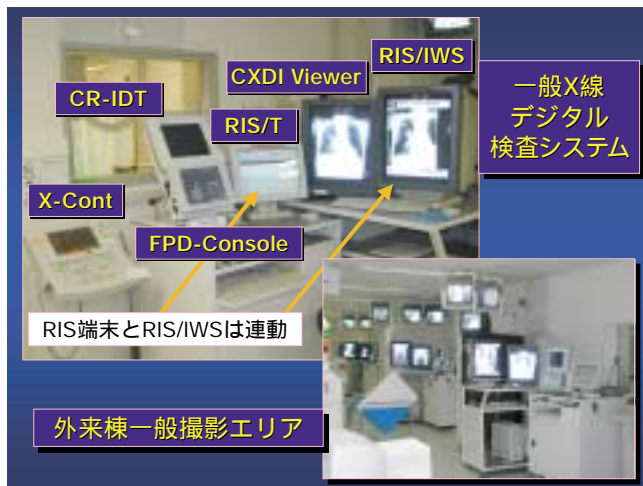 RIS/IWS
CXDI Viewer
CR-IDT
RIS/T
一般X線
デジタル
検査システム
X-Cont
FPD-Console
RIS端末とRIS/IWSは連動
外来棟一般撮影エリア